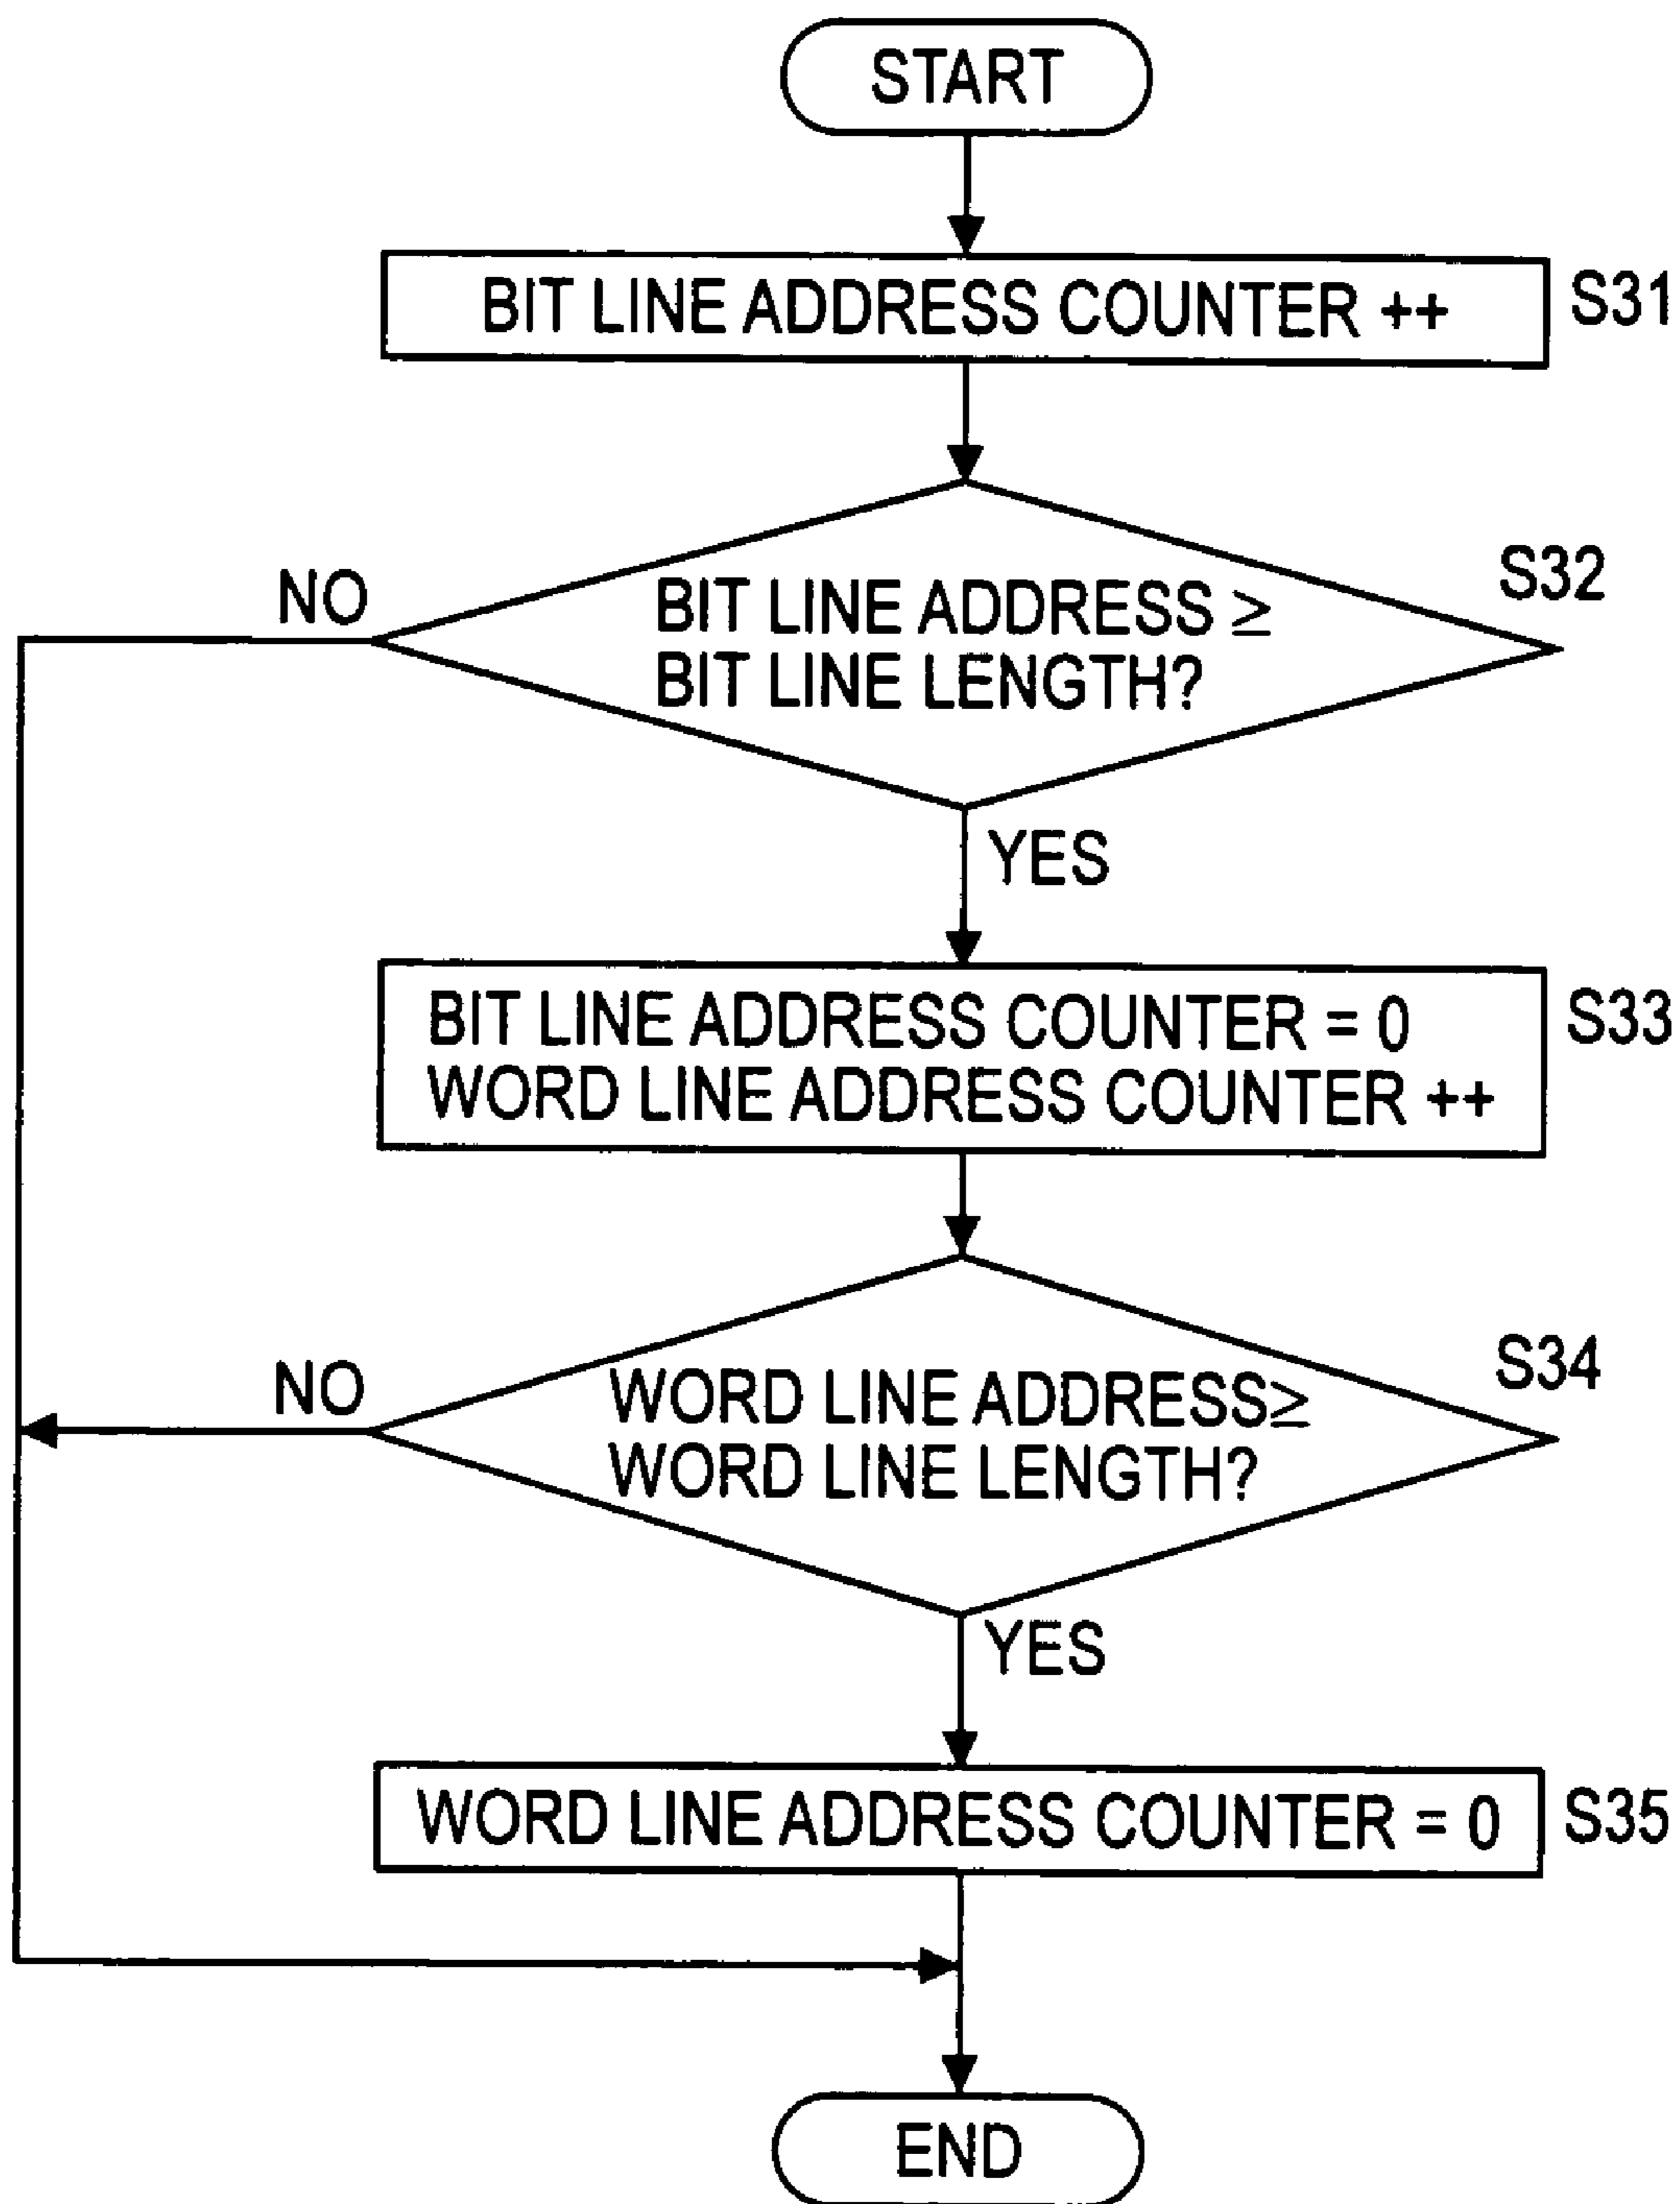 START
BIT LINE ADDRESS COUNTER ++
S31
S32
NO
BIT LINE ADDRESS ≥
BIT LINE LENGTH?
YES
BIT LINE ADDRESS COUNTER = 0
S33
WORD LINE ADDRESS COUNTER ++
S34
NO
WORD LINE ADDRESS≥
WORD LINE LENGTH?
YES
WORD LINE ADDRESS COUNTER = 0
S35
END